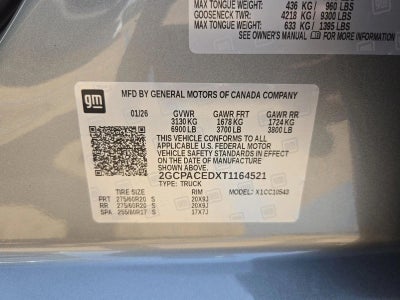 MAX TONGUE WEIGHT: 436 KG / 960 LBS
GOOSENECK TWR: 4218 KG / 9300 LBS
MAX TONGUE WEIGHT: 633 KG / 1395 LBS
SEE OWNER'S MANUAL FOR MORE INFORMATION
gm
MFD BY GENERAL MOTORS OF CANADA COMPANY
01/26 GVWR GAWR FRT GAWR RR
3130 KG 1678 KG 1724 KG
6900 LB 3700 LB 3800 LB
THIS VEHICLE CONFORMS TO ALL
APPLICABLE U.S. FEDERAL MOTOR
VEHICLE SAFETY STANDARDS IN
EFFECT ON THE DATE OF MANUFACTURE
SHOWN ABOVE.
2GCPACEDXT1164521
TYPE: TRUCK MODEL: X1CC10543
TIRE SIZE RIM
FRT 275/60R20 S 20X9J
RR 275/60R20 S 20X9J
SPA 255/80R17 S 17X7J